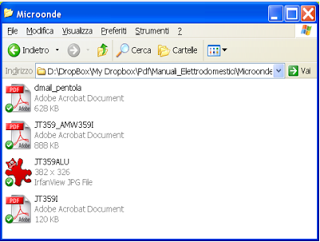 Microonde
File Modifica Visualizza Preferiti Strumenti ?
Indietro Cerca Cartelle
Indirizzo D:\DropBox\My Dropbox\Pdf\Manuali_Elettrodomestici\Microonde Vai
dmail_pentola
Adobe Acrobat Document
628 KB
JT359_AMW359I
Adobe Acrobat Document
888 KB
JT359ALU
382 x 326
IrfanView JPG File
JT359I
Adobe Acrobat Document
120 KB